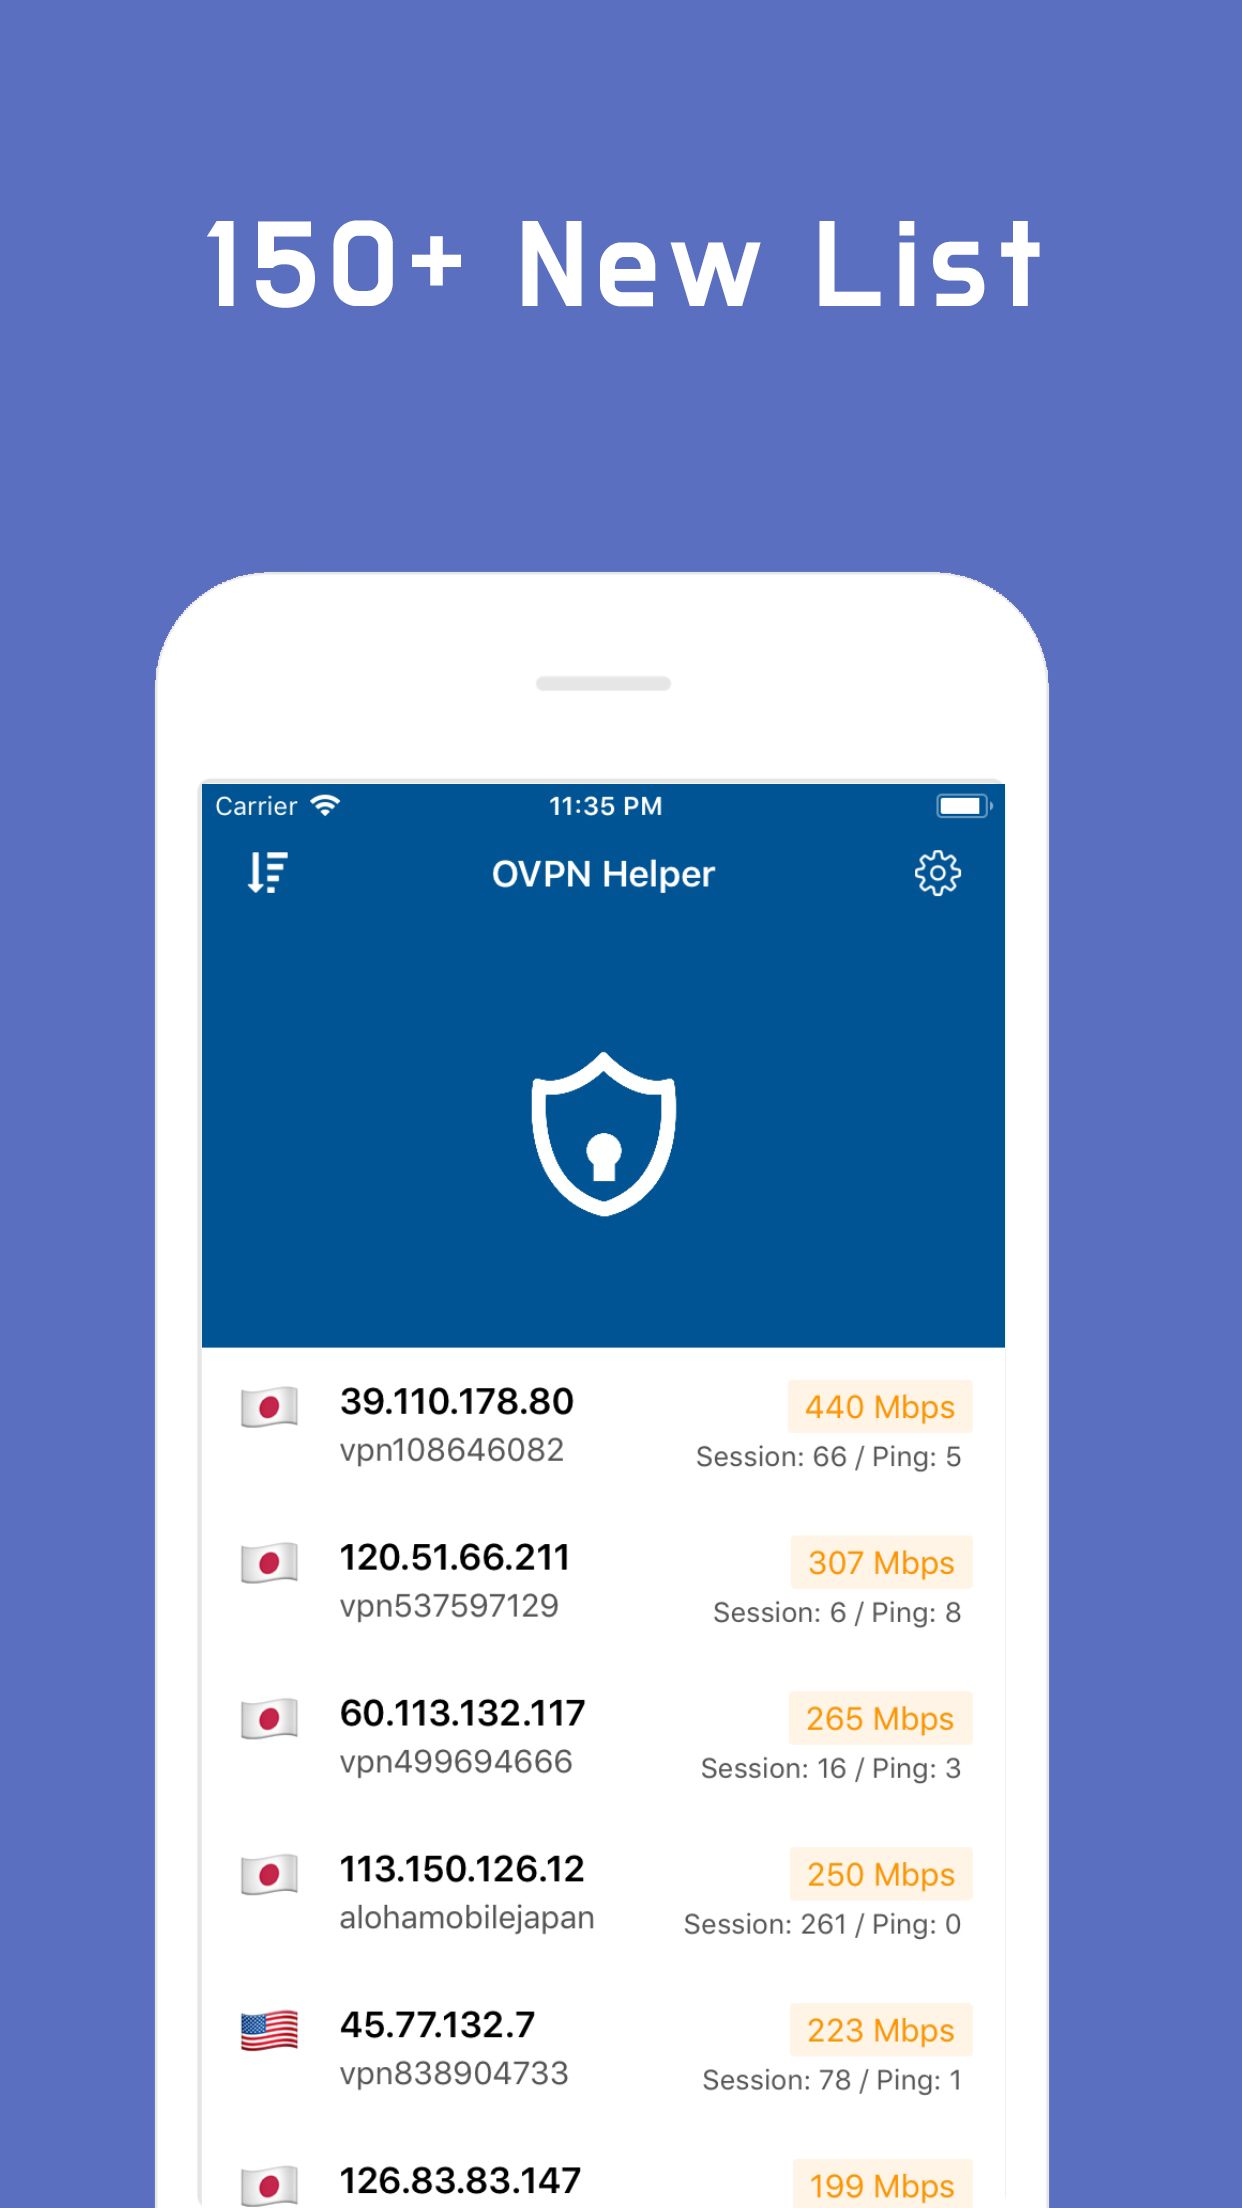 150+ New List
Carrier 11:35 PM
OVPN Helper
39.110.178.80 440 Mbps
vpn108646082 Session: 66 / Ping: 5
120.51.66.211 307 Mbps
vpn537597129 Session: 6 / Ping: 8
60.113.132.117 265 Mbps
vpn499694666 Session: 16 / Ping: 3
113.150.126.12 250 Mbps
alohamobilejapan Session: 261 / Ping: 0
45.77.132.7 223 Mbps
vpn838904733 Session: 78 / Ping: 1
126.83.83.147 199 Mbps